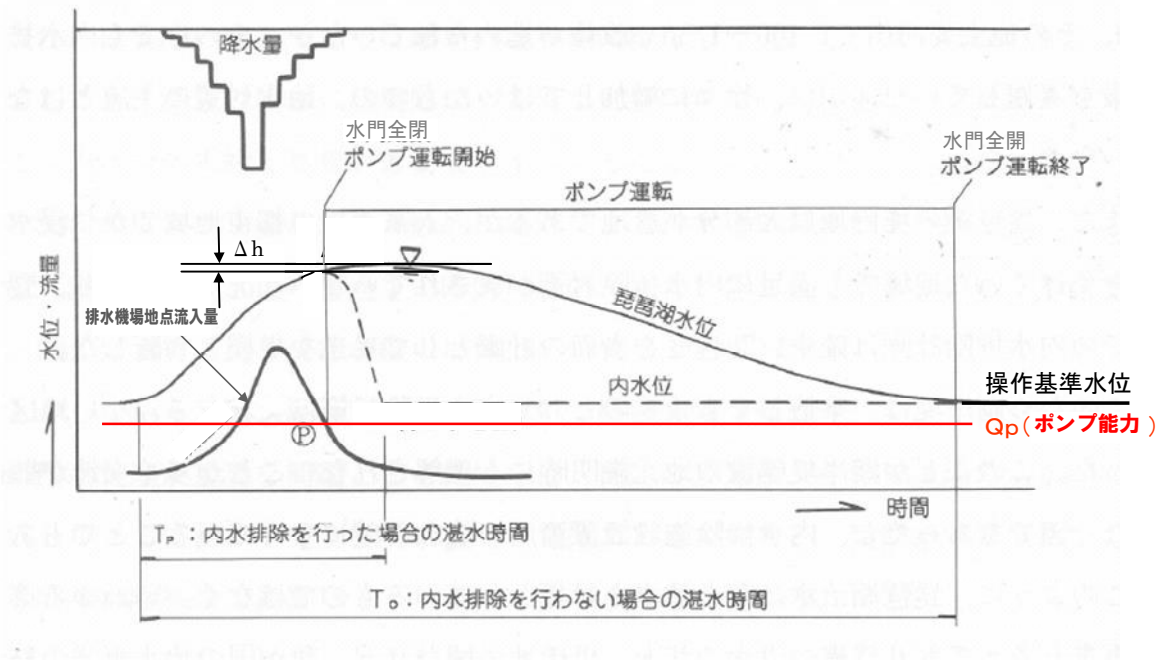 降水量
水門全閉
ポンプ運転開始
水門全開
ポンプ運転終了
ポンプ運転
Δh
水位・流量
排水機場地点流入量
琵琶湖水位
内水位
操作基準水位
Ⓟ
Qp(ポンプ能力)
時間
TP:内水排除を行った場合の湛水時間
To:内水排除を行わない場合の湛水時間